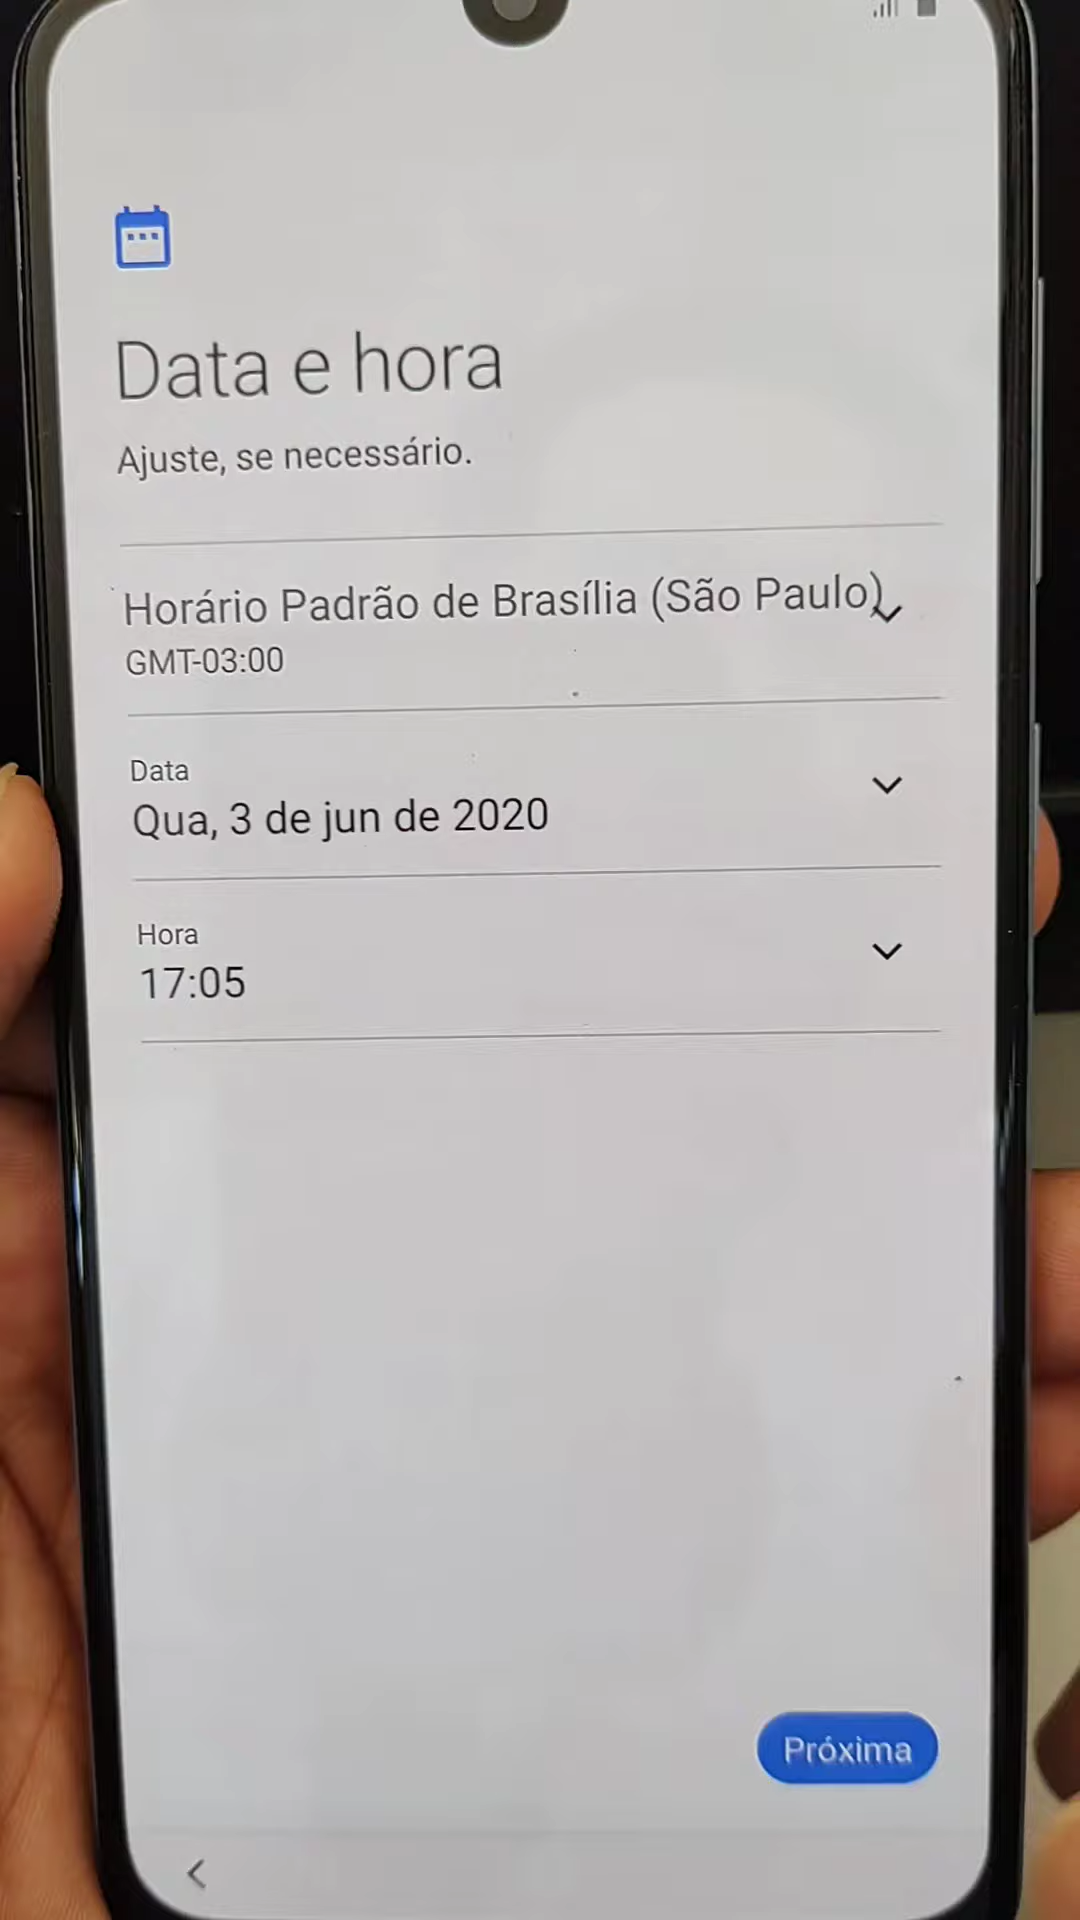 Data e hora
Ajuste, se necessário.
Horário Padrão de Brasília (São Paulo)
GMT-03:00
Data
Qua, 3 de jun de 2020
Hora
17:05
Próxima